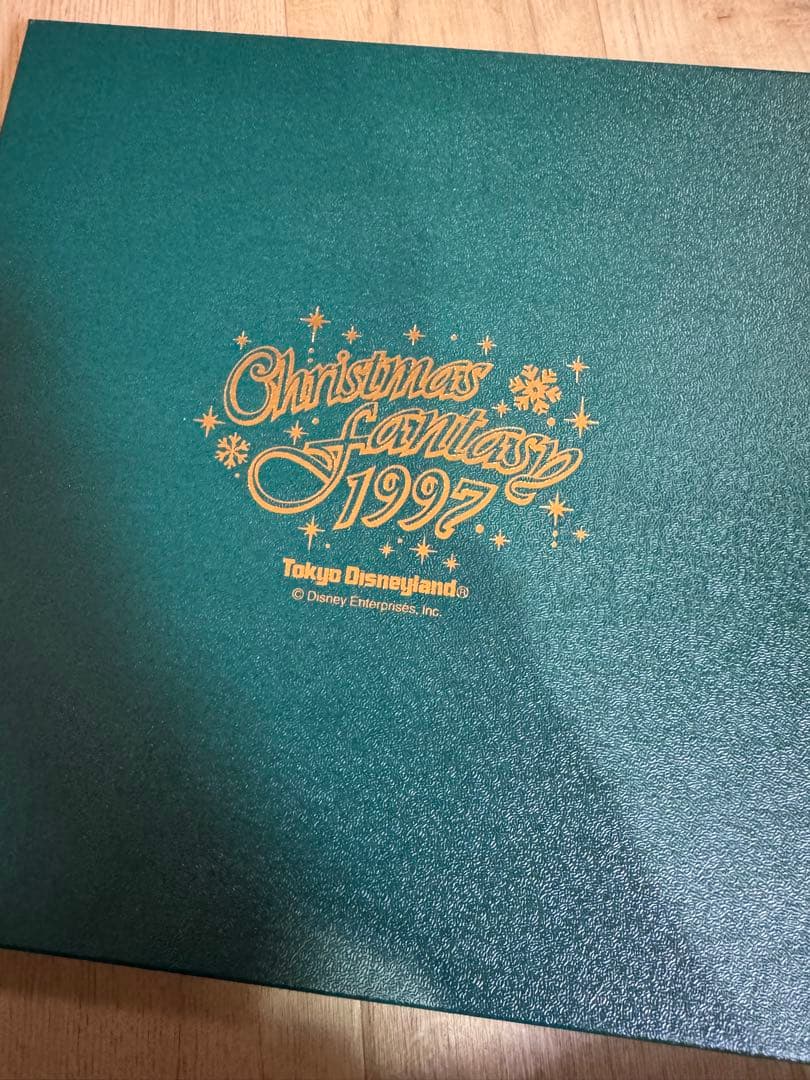 Christmas
fantasy
1997
Tokyo Disneyland®
© Disney Enterprises, Inc.